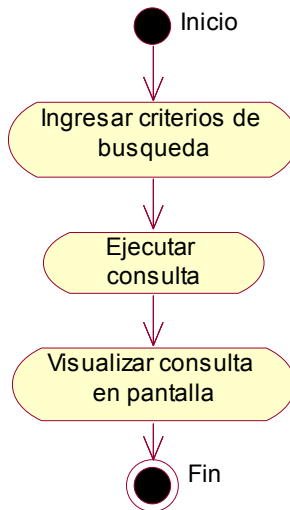 Inicio
Ingresar criterios de
busqueda
Ejecutar
consulta
Visualizar consulta
en pantalla
Fin